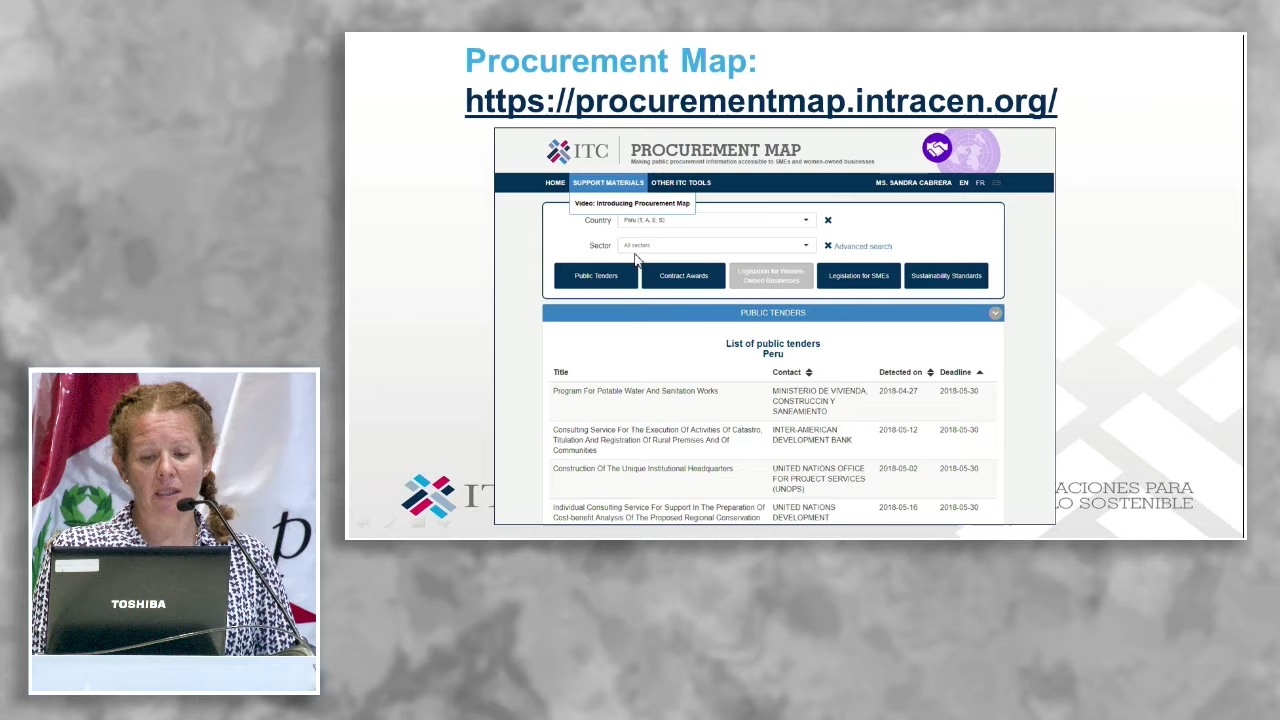 Procurement Map:
https://procurementmap.intracen.org/
ITC
PROCUREMENT MAP
Making public procurement information accessible to SMEs and women-owned businesses
HOME SUPPORT MATERIALS OTHER ITC TOOLS MS. SANDRA CABRERA EN FR ES
Video: Introducing Procurement Map
Country Peru (T, A, E, S)
Sector All sectors Advanced search
Public Tenders Contract Awards Legislation for Women-
Owned Businesses Legislation for SMEs Sustainability Standards
PUBLIC TENDERS
List of public tenders
Peru
Title Contact Detected on Deadline
Program For Potable Water And Sanitation Works MINISTERIO DE VIVIENDA, 2018-04-27 2018-05-30
CONSTRUCCIN Y
SANEAMIENTO
Consulting Service For The Execution Of Activities Of Catastro, INTER-AMERICAN 2018-05-12 2018-05-30
Titulation And Registration Of Rural Premises And Of DEVELOPMENT BANK
Communities
Construction Of The Unique Institutional Headquarters UNITED NATIONS OFFICE 2018-05-02 2018-05-30
FOR PROJECT SERVICES
(UNOPS)
Individual Consulting Service For Support In The Preparation Of UNITED NATIONS 2018-05-16 2018-05-30
Cost-benefit Analysis Of The Proposed Regional Conservation DEVELOPMENT
IT
ACIONES PARA
LO SOSTENIBLE
TOSHIBA
p